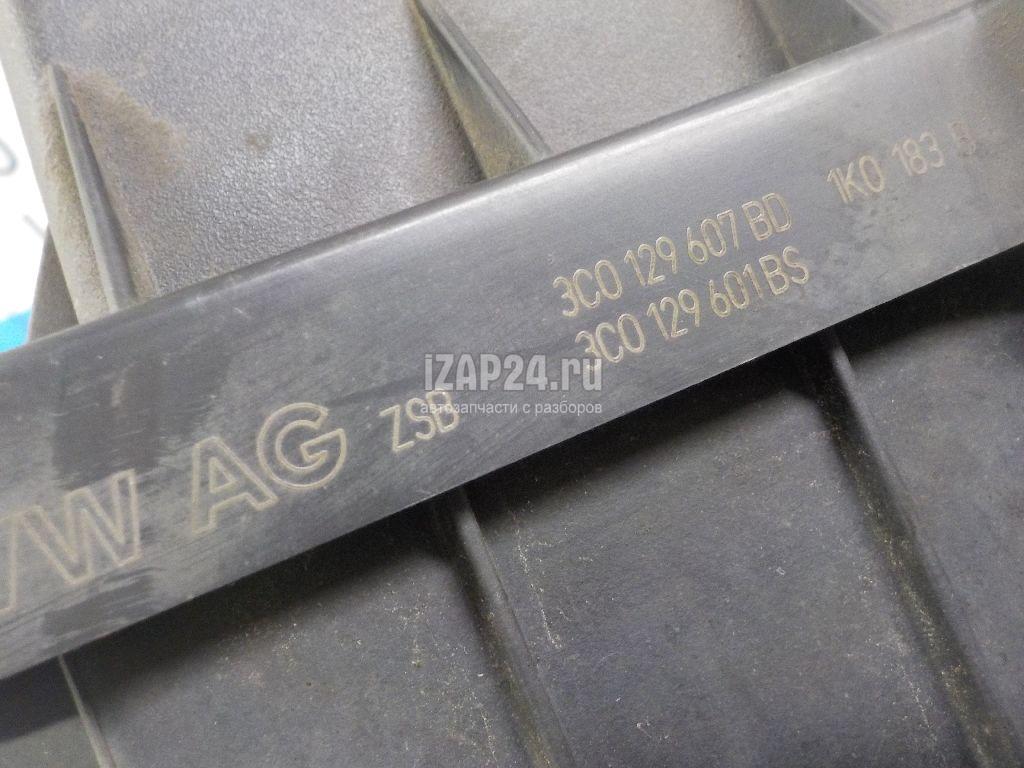 3C0 129 607 BD 1K0 183 B
3C0 129 601 BS
iZAP24.ru
автозапчасти с разборов
VW AG ZSB